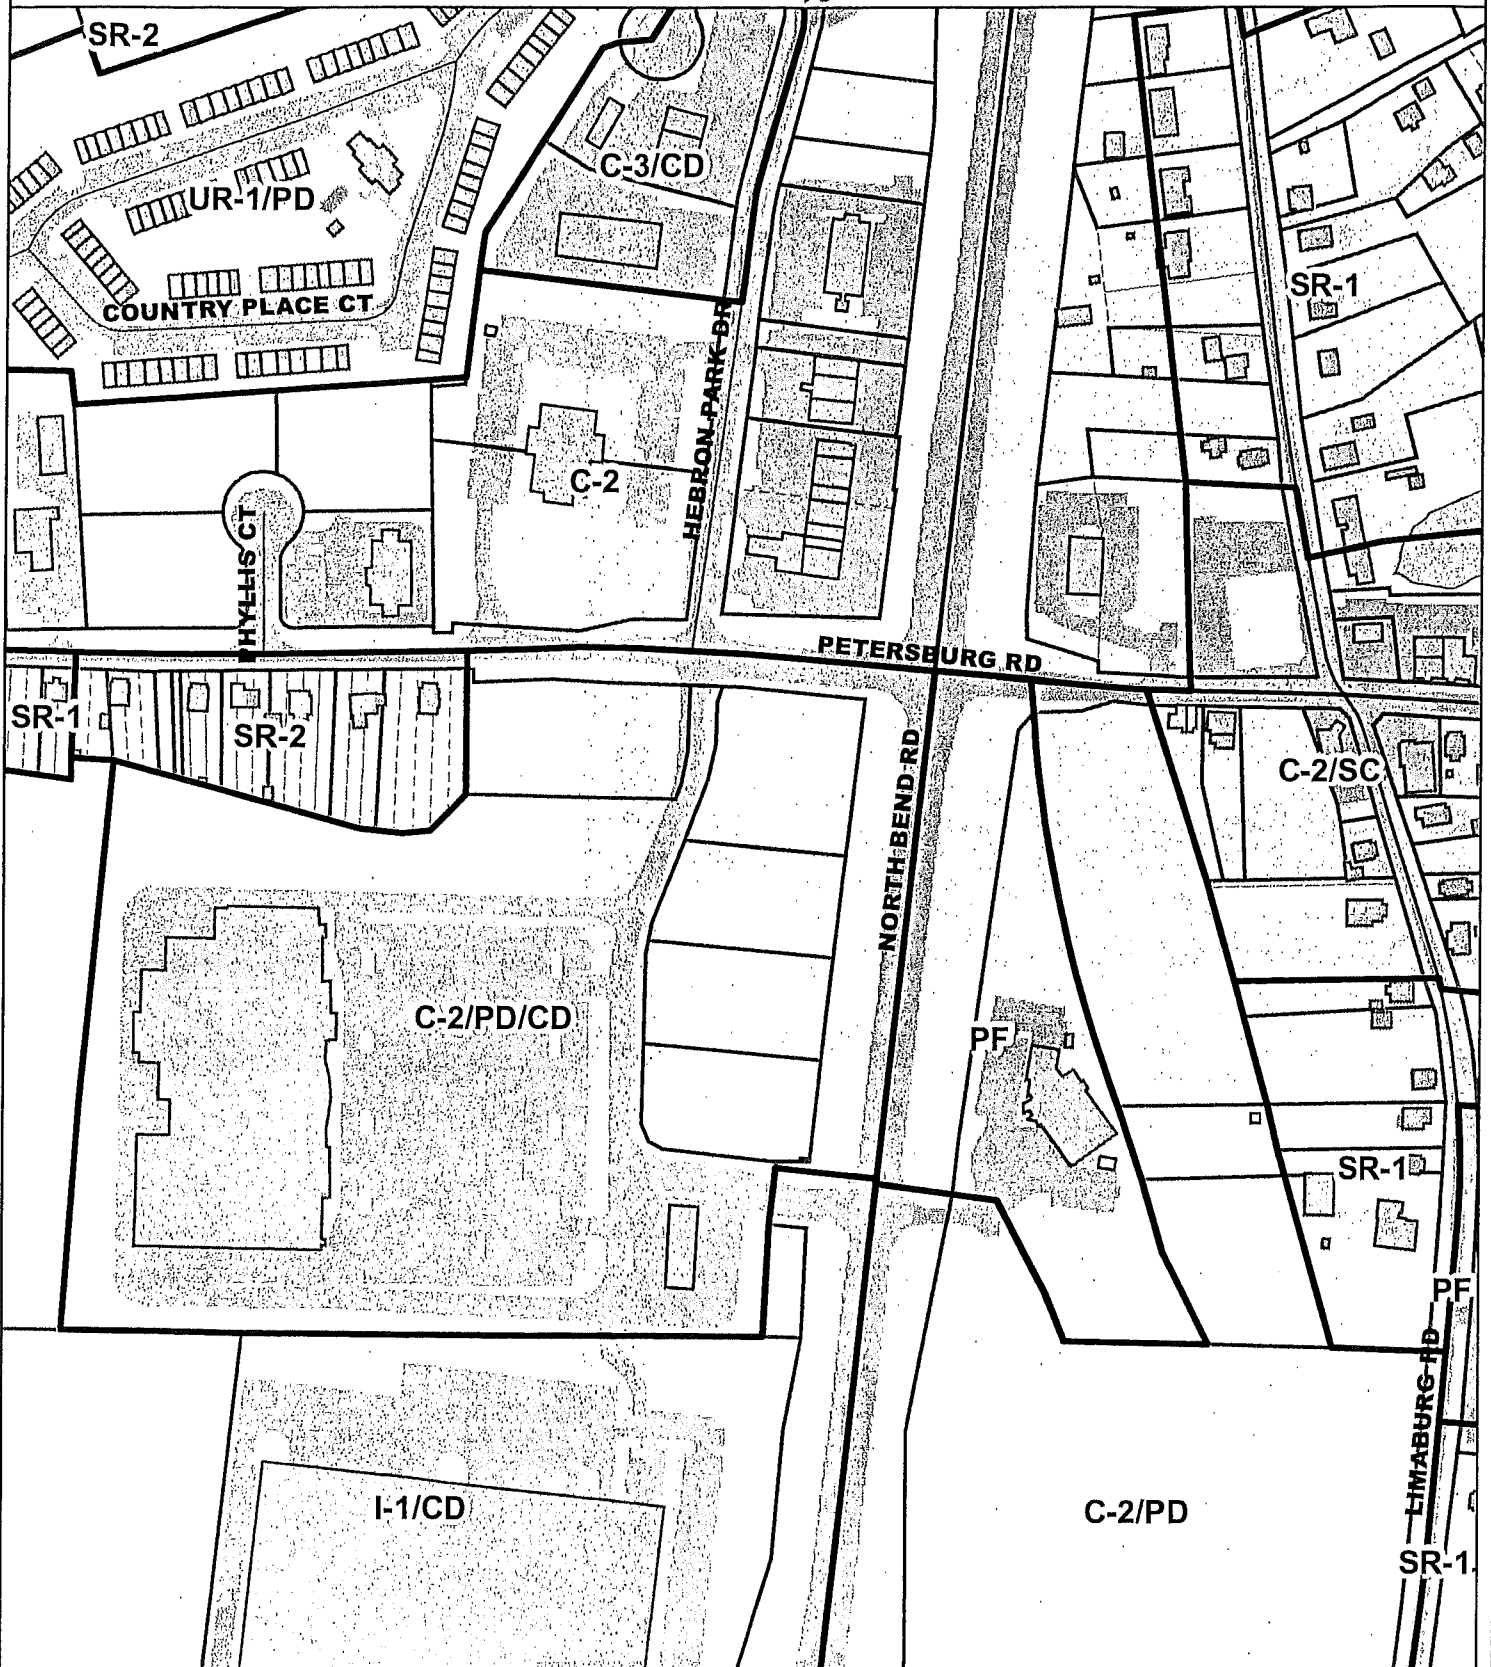 SR-2
C-3/CD
UR-1/PD
SR-1
COUNTRY PLACE CT
HEBRON PARK DR
C-2
PHYLLIS CT
PETERSBURG RD
SR-1
SR-2
NORTH BEND RD
C-2/SC
C-2/PD/CD
PF
SR-1
PF
LIMABURG RD
I-1/CD
C-2/PD
SR-1